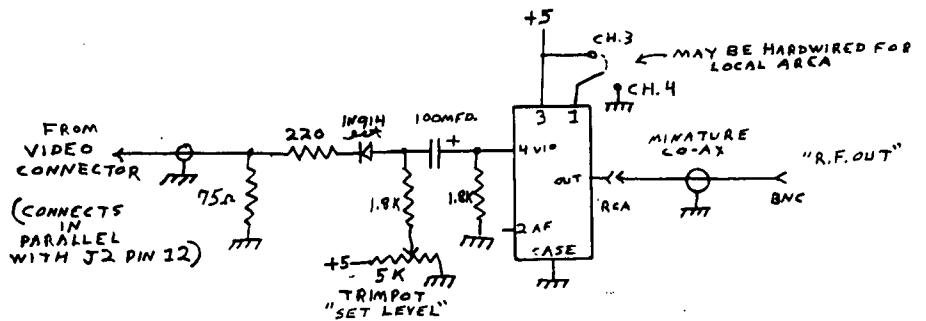 +5
CH.3
MAY BE HARDWIRED FOR
LOCAL AREA
CH.4
FROM
VIDEO
CONNECTOR
220
1N914
100MFD.
+
3
1
4 VID
MINATURE
CO-AX
"R.F. OUT"
OUT
RCA
BNC
75Ω
1.8K
1.8K
2 AF
CASE
(CONNECTS
IN
PARALLEL
WITH J2 PIN 12)
+5
5K
TRIMPOT
"SET LEVEL"